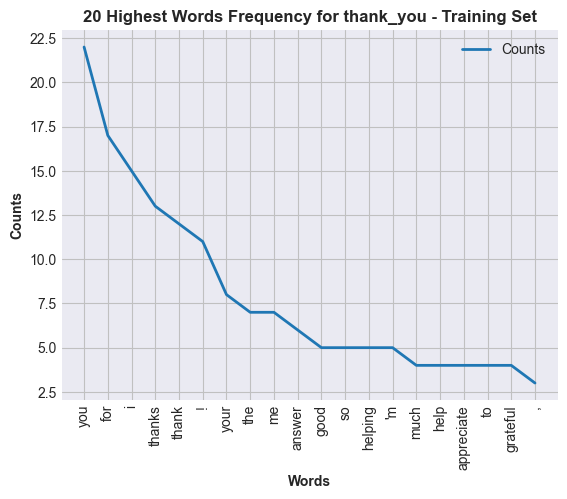 20 Highest Words Frequency for thank_you - Training Set
Counts
22.5
20.0
17.5
15.0
12.5
10.0
7.5
5.0
2.5
Counts
you
for
i
thanks
thank
!
your
the
me
answer
good
so
helping
'm
much
help
appreciate
to
grateful
,
Words